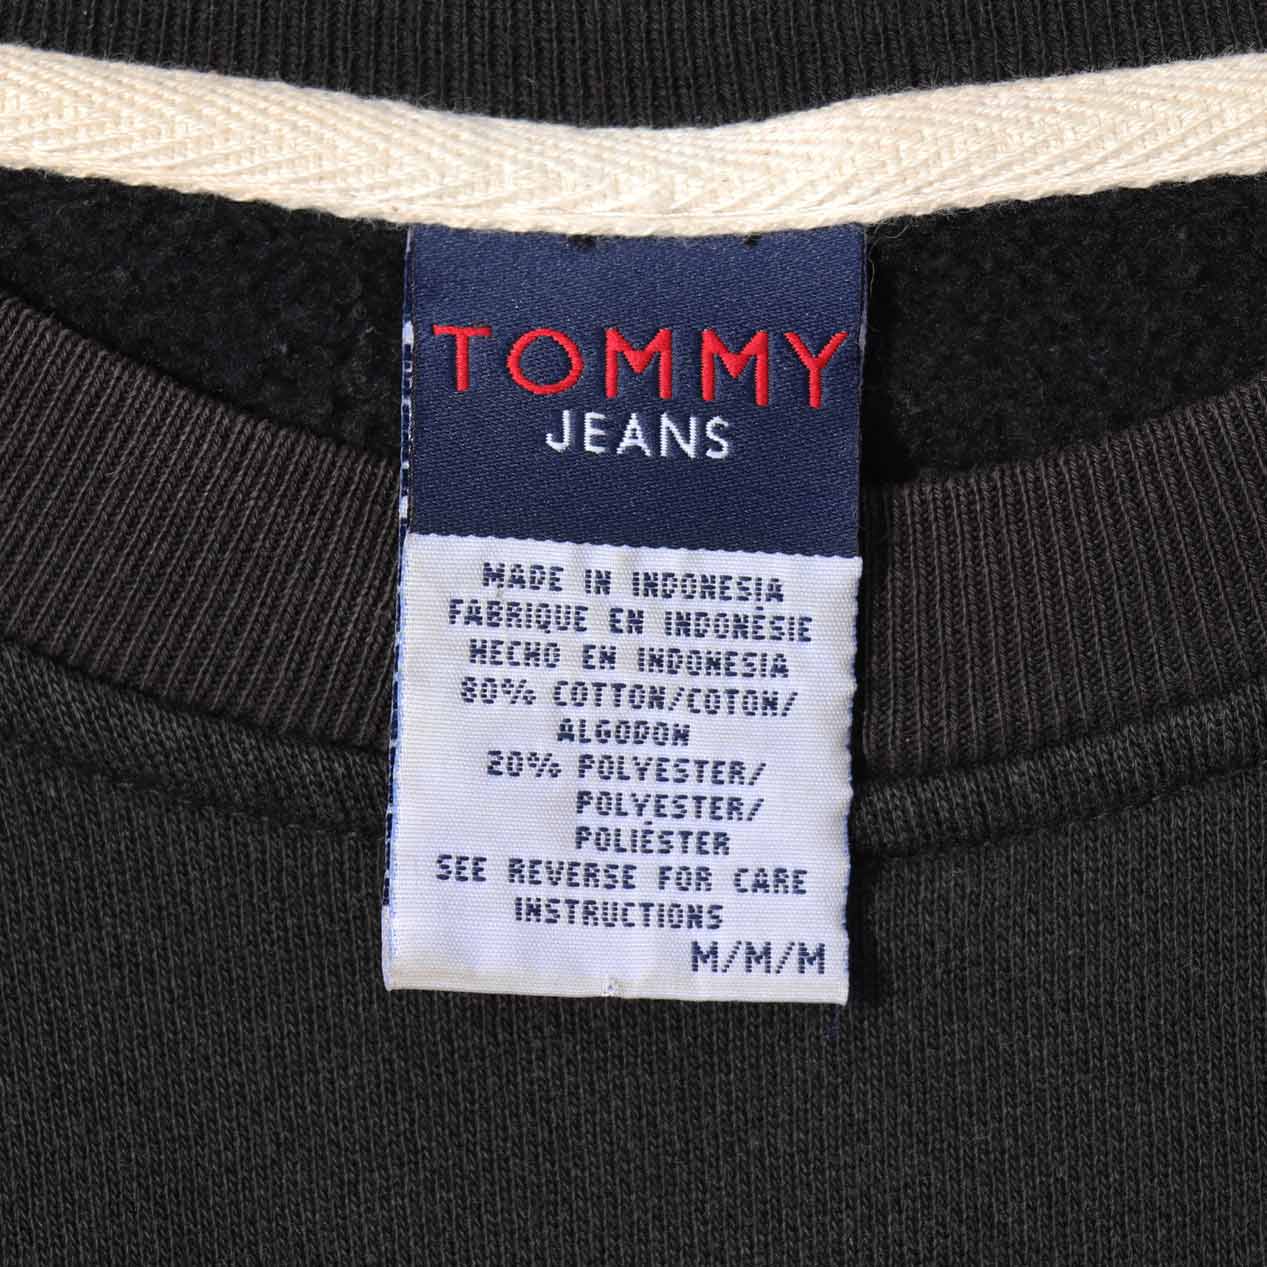 TOMMY
JEANS
MADE IN INDONESIA
FABRIQUE EN INDONÉSIE
HECHO EN INDONESIA
80% COTTON/COTON/
ALGODON
20% POLYESTER/
POLYESTER/
POLIÉSTER
SEE REVERSE FOR CARE
INSTRUCTIONS
M/M/M